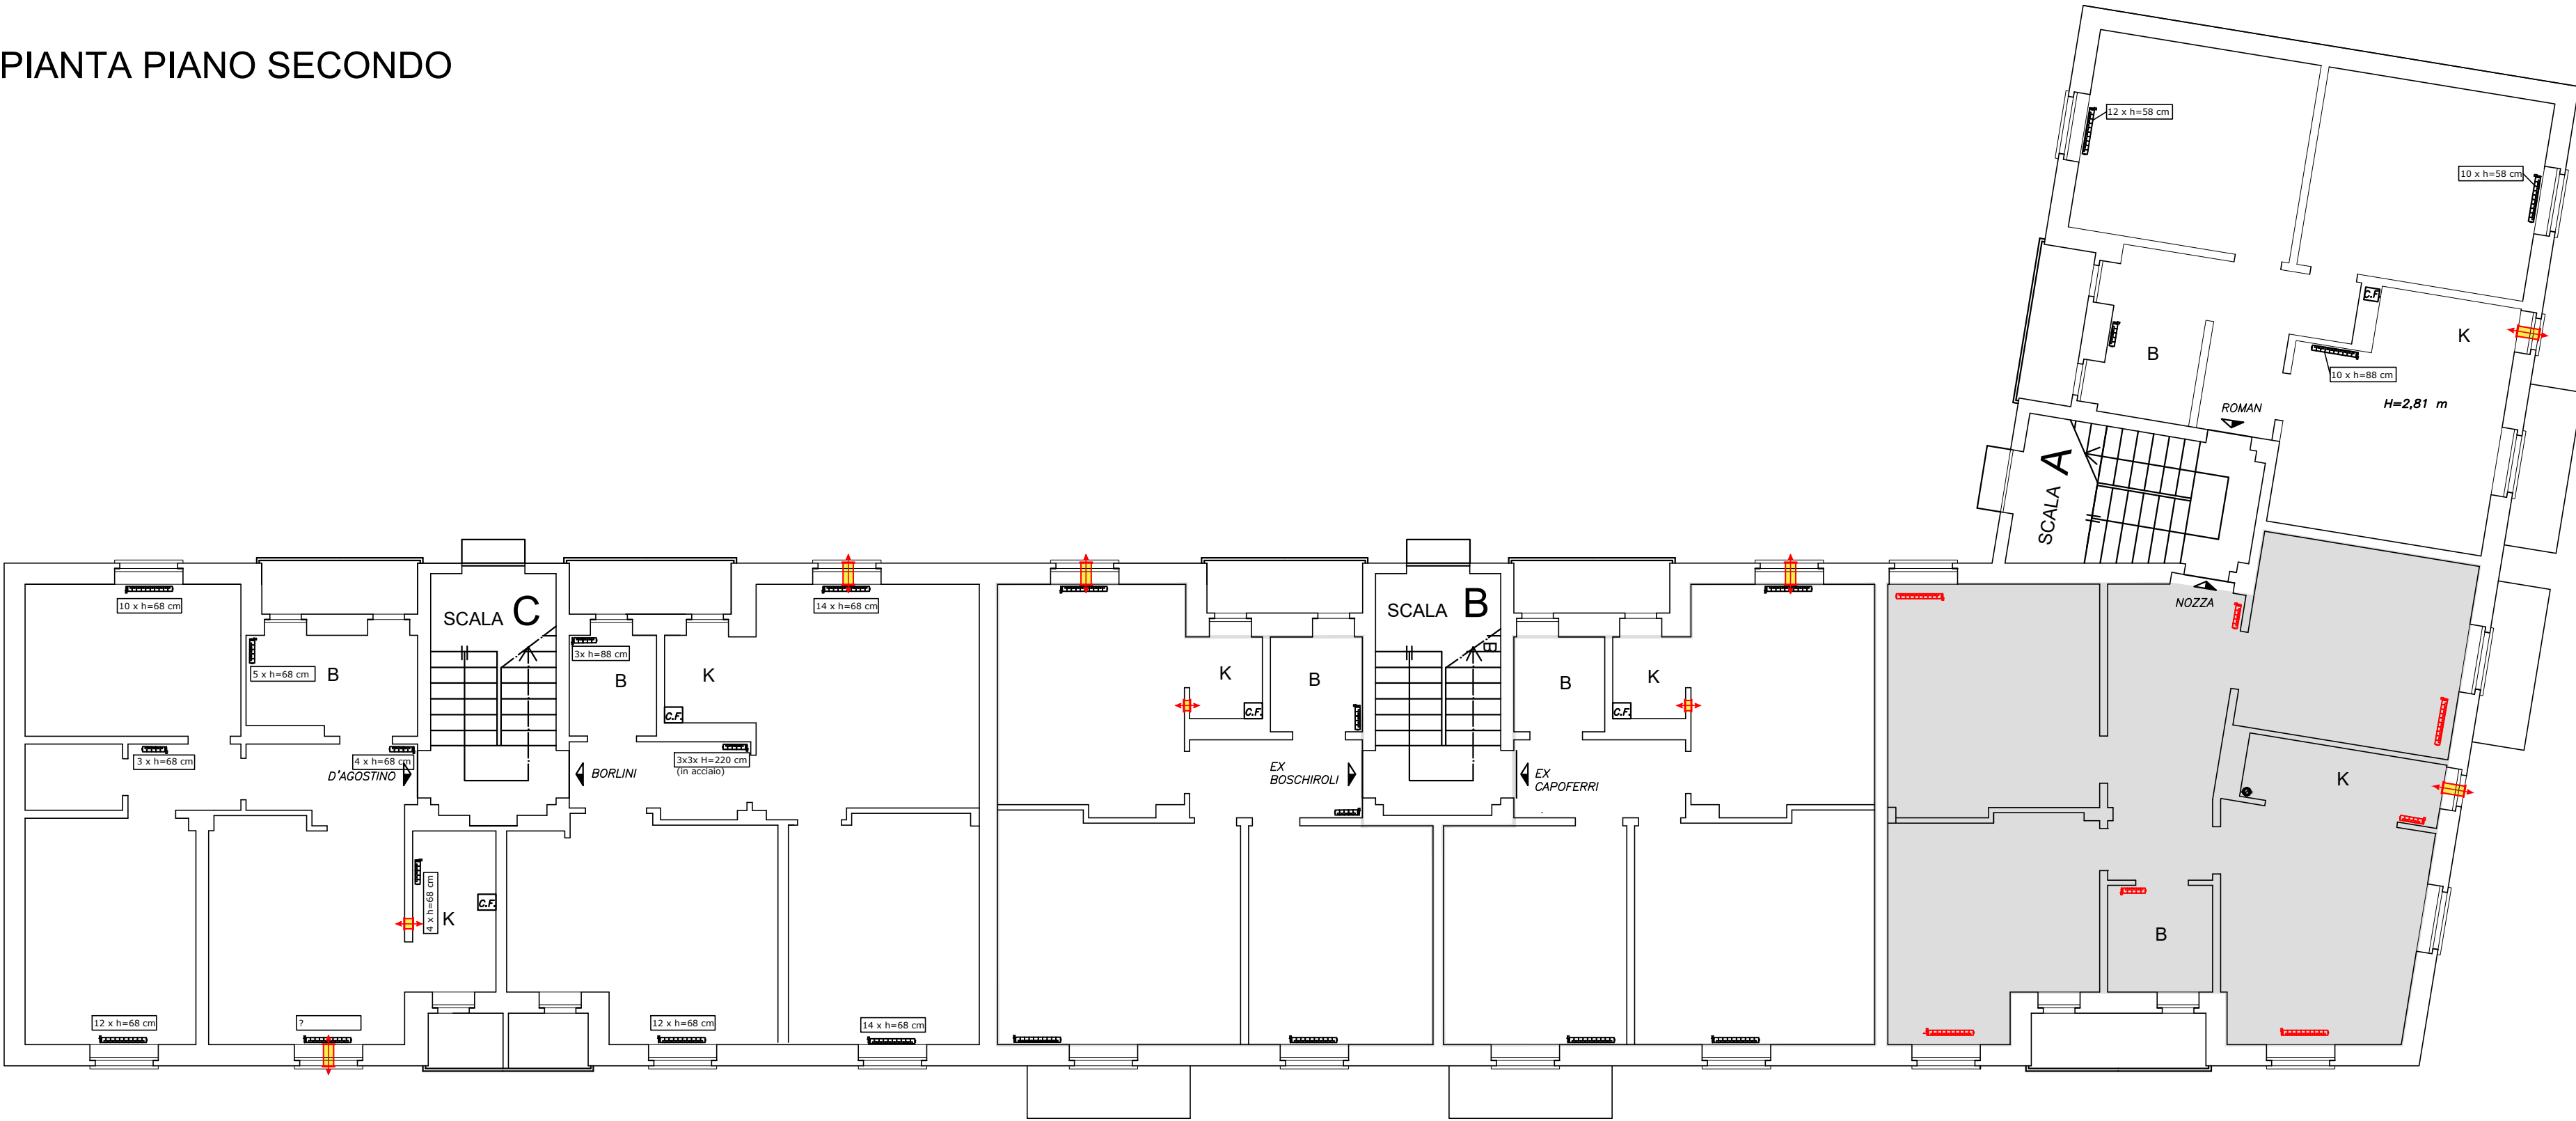 PIANTA PIANO SECONDO
12 x h=58 cm
10 x h=58 cm
C.F.
K
B
10 x h=88 cm
H=2,81 m
ROMAN
SCALA A
NOZZA
10 x h=68 cm
SCALA C
14 x h=68 cm
SCALA B
B
3x h=88 cm
5 x h=68 cm
B
B
K
K
B
B
K
C.F.
C.F.
C.F.
3 x h=68 cm
4 x h=68 cm
D'AGOSTINO
BORLINI
3x3x H=220 cm
(in acciaio)
EX
BOSCHIROLI
EX
CAPOFERRI
K
4 x h=68 cm
C.F.
K
B
12 x h=68 cm
?
12 x h=68 cm
14 x h=68 cm